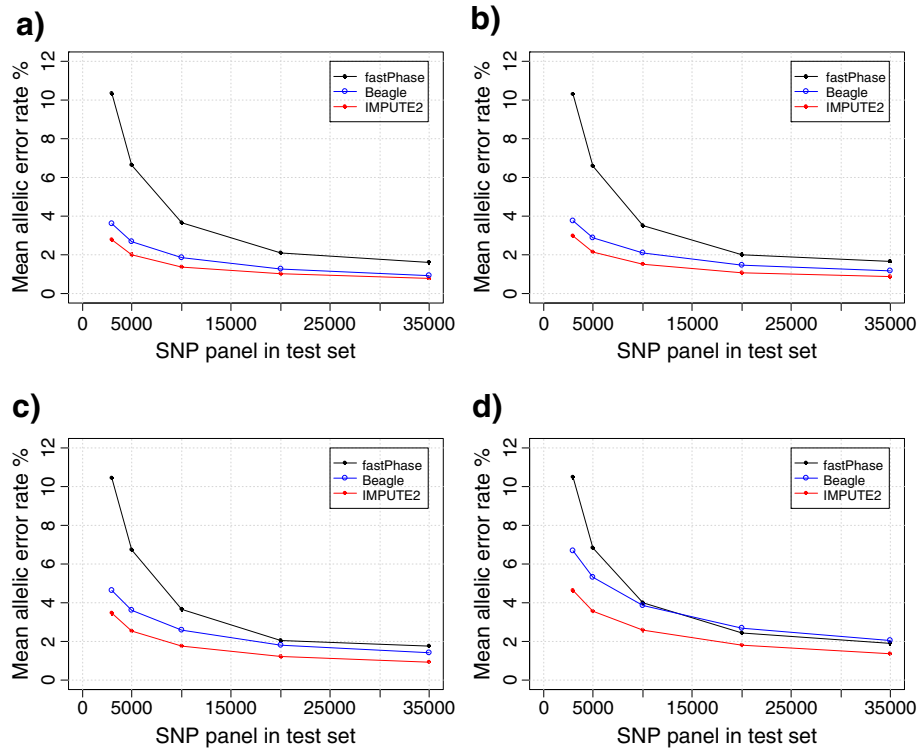 a)
Mean allelic error rate %
12
10
8
6
4
2
0
fastPhase
Beagle
IMPUTE2
0 5000 15000 25000 35000
SNP panel in test set
b)
Mean allelic error rate %
12
10
8
6
4
2
0
fastPhase
Beagle
IMPUTE2
0 5000 15000 25000 35000
SNP panel in test set
c)
Mean allelic error rate %
12
10
8
6
4
2
0
fastPhase
Beagle
IMPUTE2
0 5000 15000 25000 35000
SNP panel in test set
d)
Mean allelic error rate %
12
10
8
6
4
2
0
fastPhase
Beagle
IMPUTE2
0 5000 15000 25000 35000
SNP panel in test set